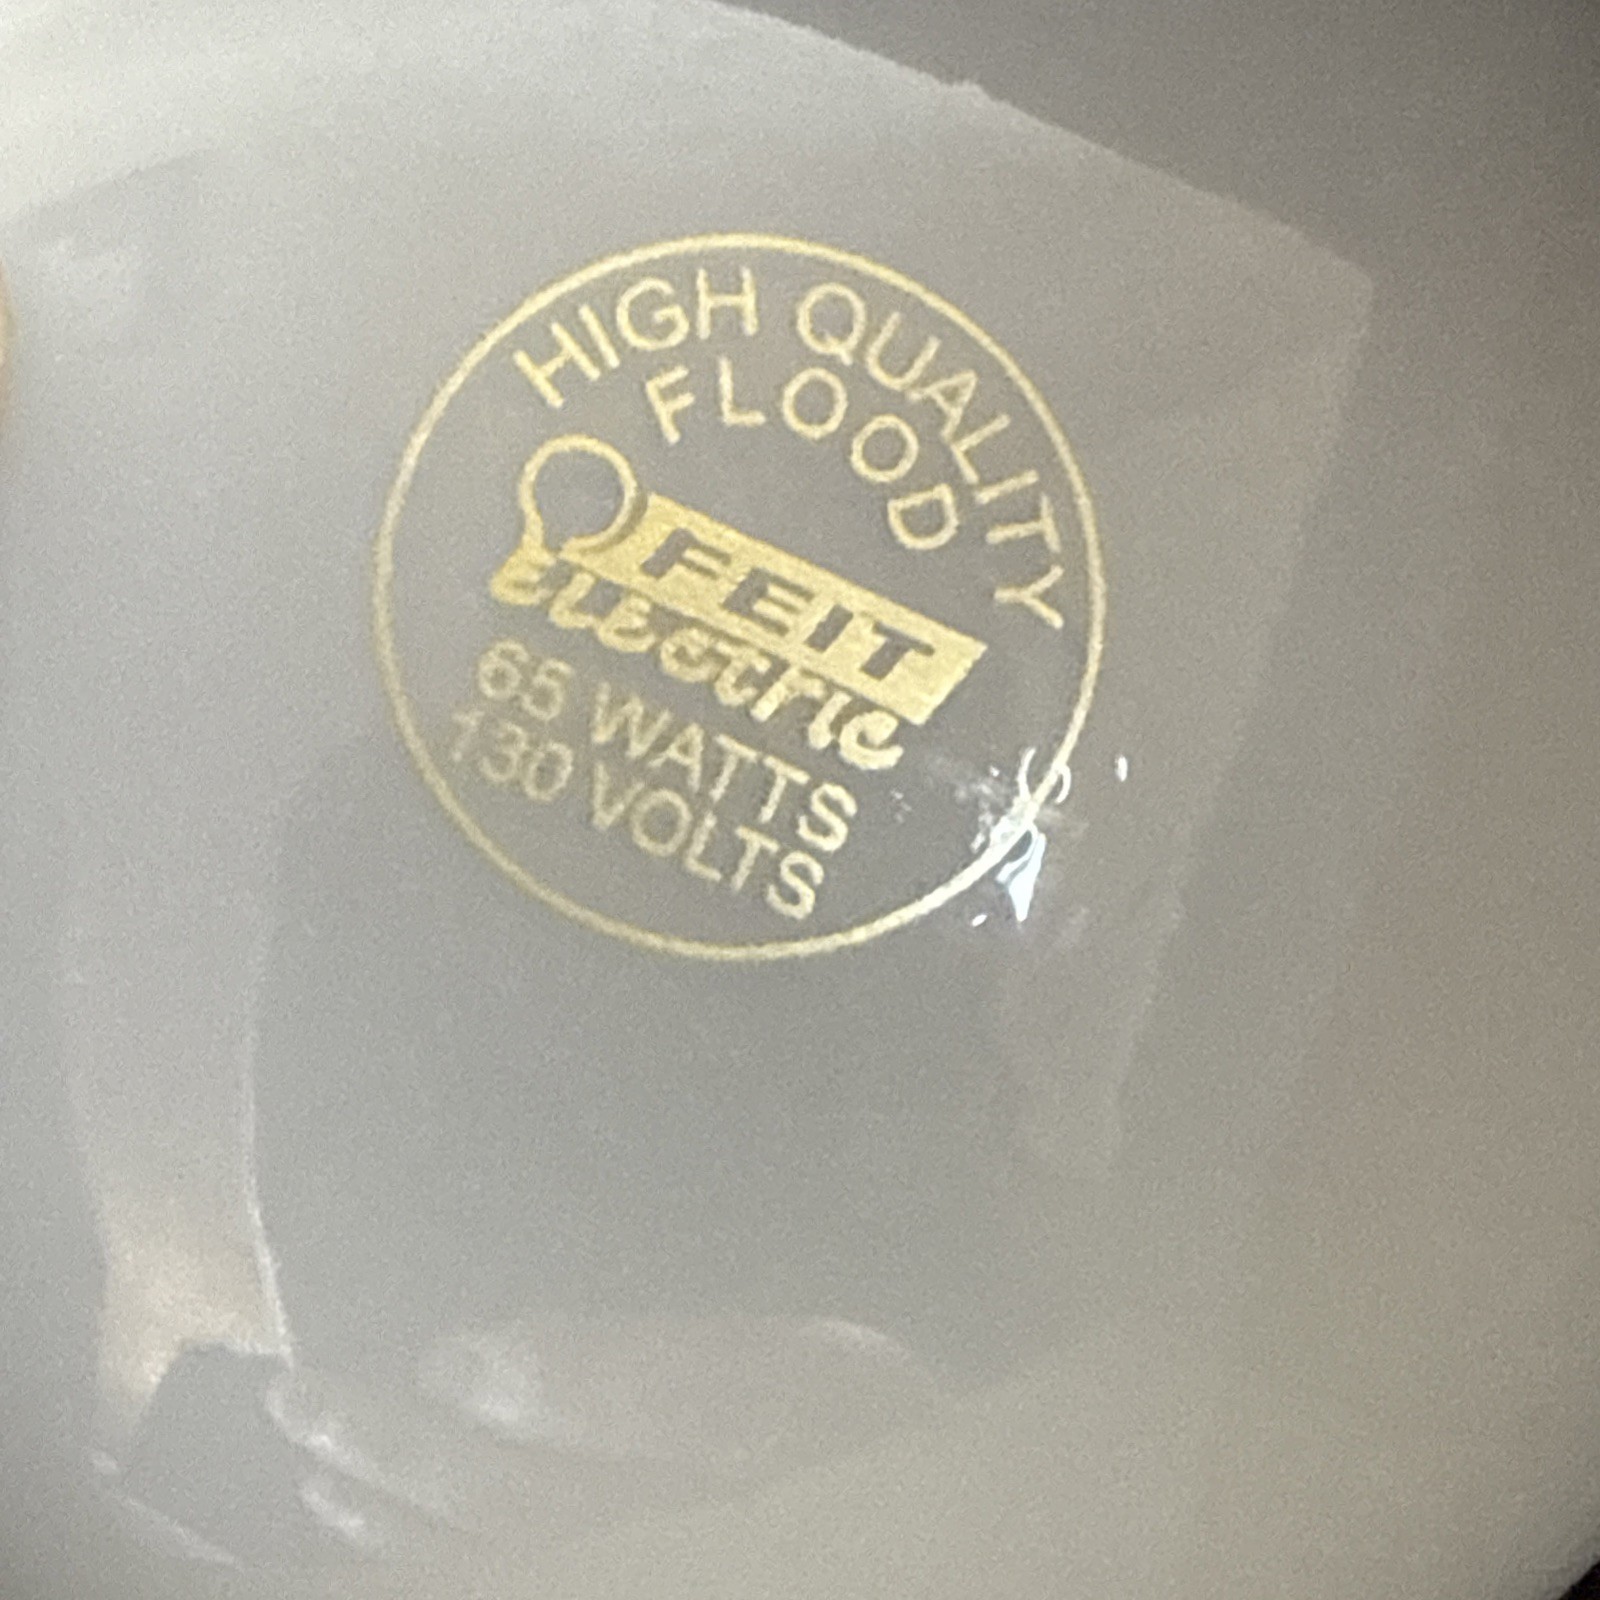 HIGH QUALITY
FLOOD
FEIT
ELECTRIC
65 WATTS
130 VOLTS